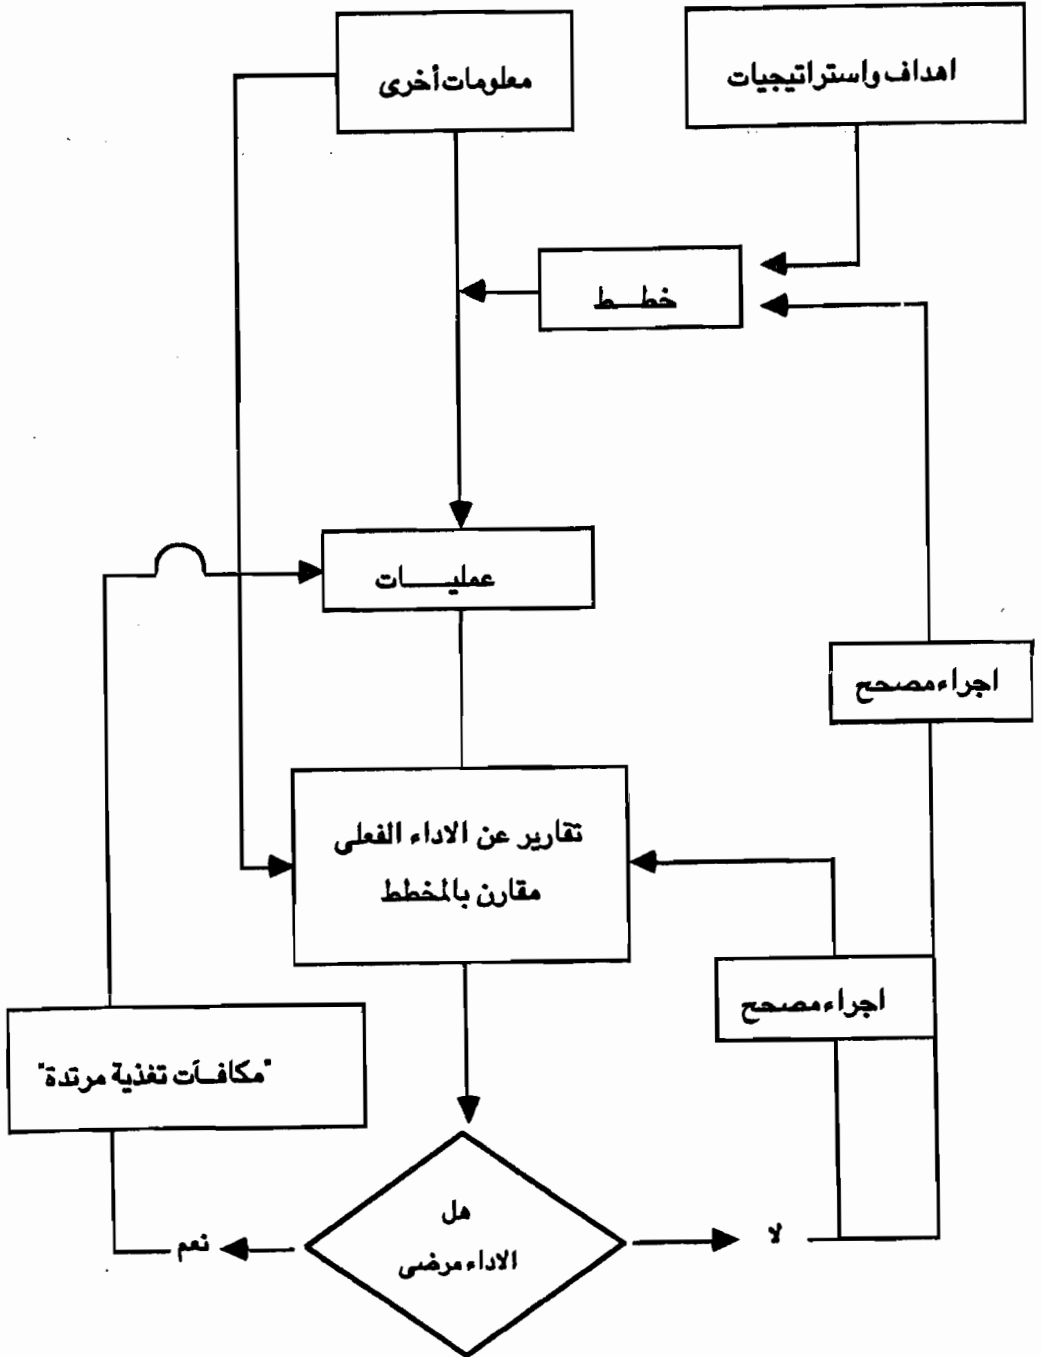 اهداف واستراتيجيات
معلومات أخرى
خطـــط
عمليـــــات
اجراء مصحح
تقارير عن الاداء الفعلى
مقارن بالمخطط
اجراء مصحح
"مكافـآت تغذية مرتدة"
هل
الاداء مرضى
لا
نعم